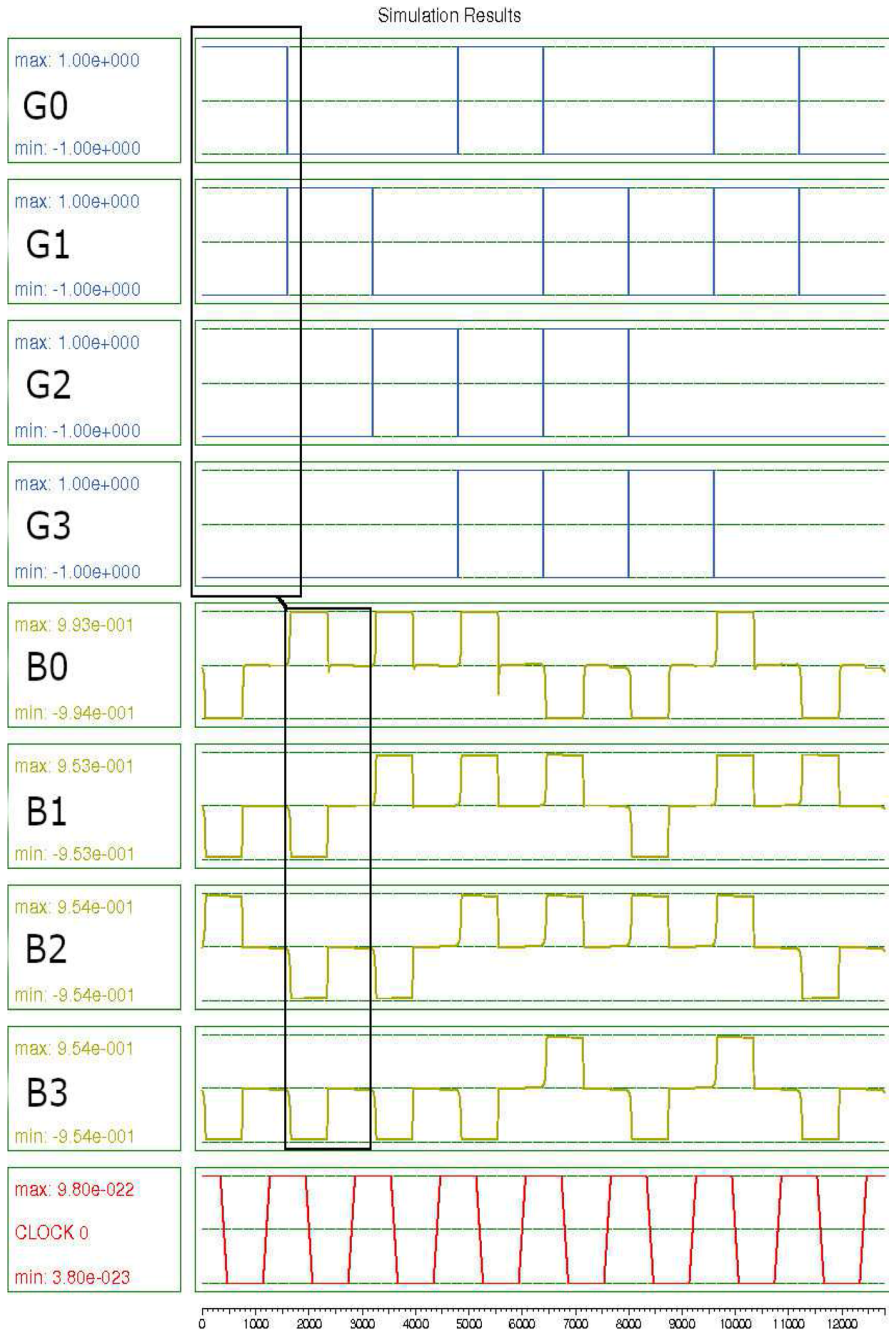 Simulation Results
max: 1.00e+000
G0
min: -1.00e+000
max: 1.00e+000
G1
min: -1.00e+000
max: 1.00e+000
G2
min: -1.00e+000
max: 1.00e+000
G3
min: -1.00e+000
max: 9.93e-001
B0
min: -9.94e-001
max: 9.53e-001
B1
min: -9.53e-001
max: 9.54e-001
B2
min: -9.54e-001
max: 9.54e-001
B3
min: -9.54e-001
max: 9.80e-022
CLOCK 0
min: 3.80e-023
0 1000 2000 3000 4000 5000 6000 7000 8000 9000 10000 11000 12000